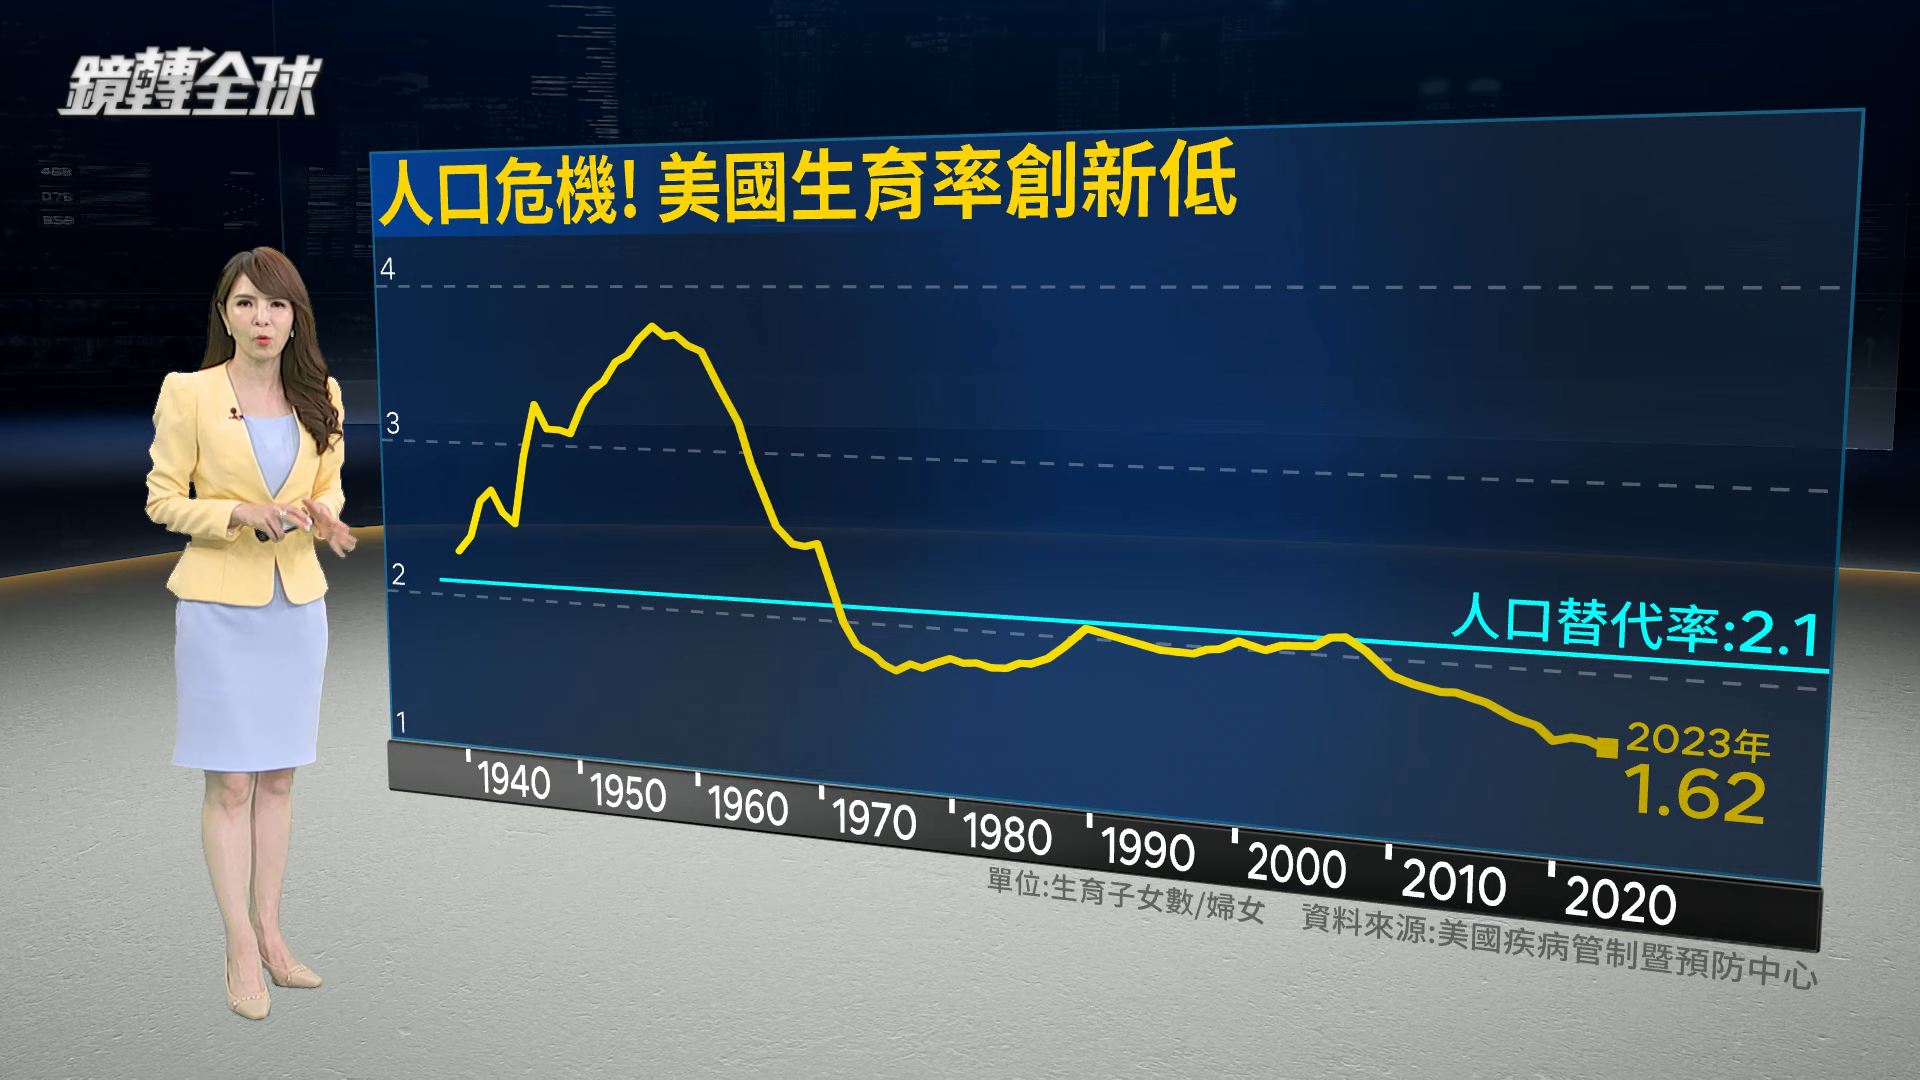 鏡轉全球
人口危機! 美國生育率創新低
4
3
2
1
人口替代率:2.1
2023年
1.62
1940 1950 1960 1970 1980 1990 2000 2010 2020
單位:生育子女數/婦女 資料來源:美國疾病管制暨預防中心